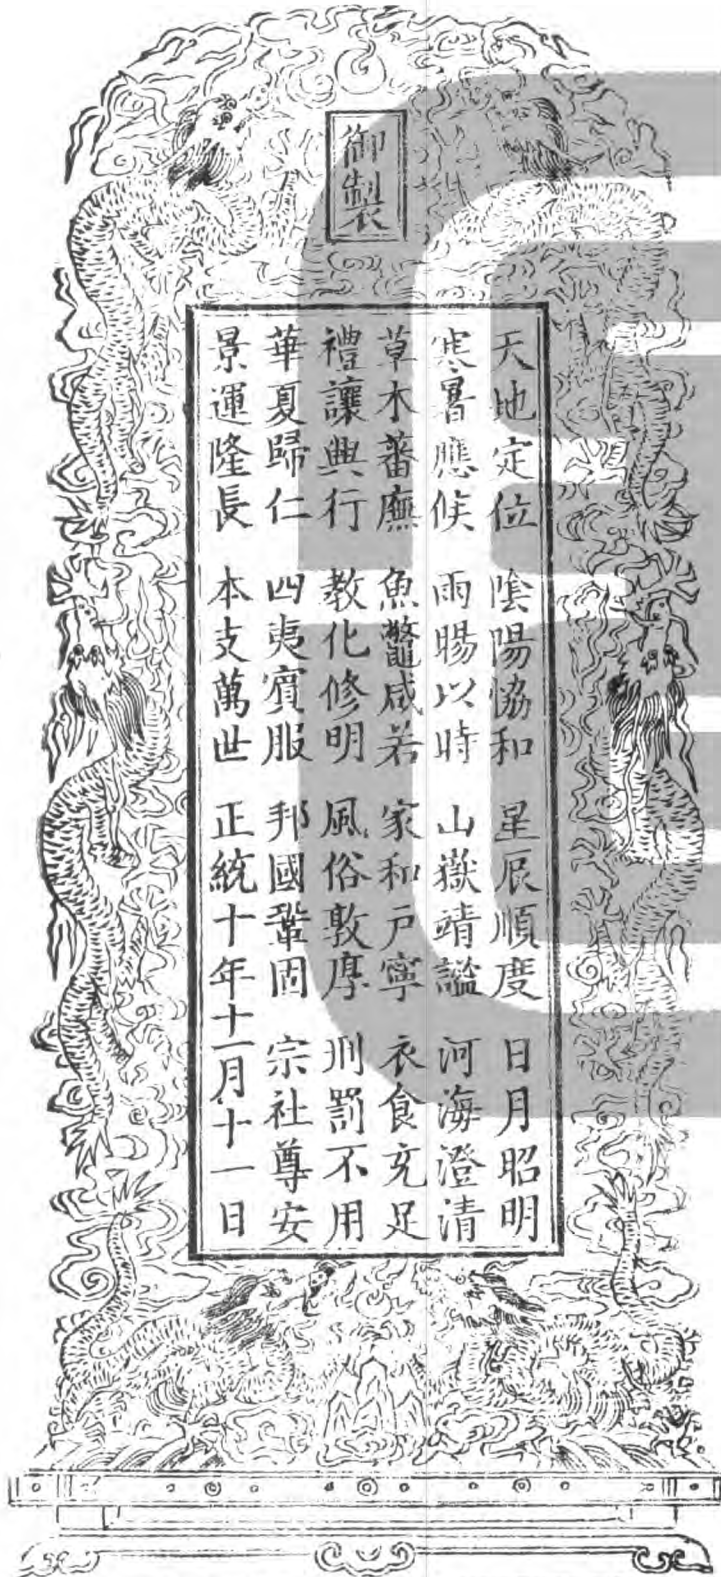 御製
天地定位　陰陽恊和　星辰順度　日月昭明
寒暑應候　雨暘以時　山嶽靖謐　河海澄清
草木蕃廡　魚鼈咸若　家和戶寧　衣食充足
禮讓興行　教化修明　風俗敦厚　刑罰不用
華夏歸仁　四夷賓服　邦國鞏固　宗社尊安
景運隆長　本支萬世　正統十年十一月十一日